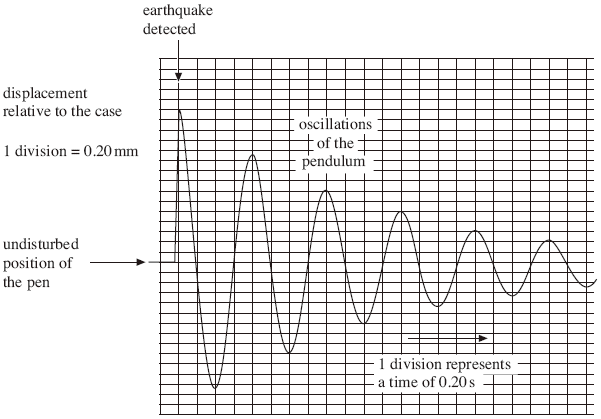 earthquake
detected
displacement
relative to the case
1 division = 0.20 mm
oscillations
of the
pendulum
undisturbed
position of
the pen
1 division represents
a time of 0.20 s